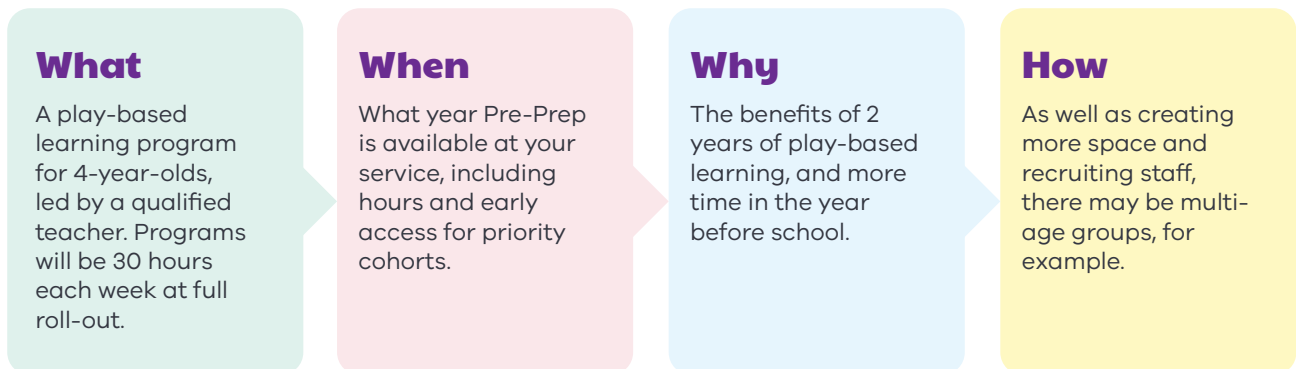 What
A play-based
learning program
for 4-year-olds,
led by a qualified
teacher. Programs
will be 30 hours
each week at full
roll-out.
When
What year Pre-Prep
is available at your
service, including
hours and early
access for priority
cohorts.
Why
The benefits of 2
years of play-based
learning, and more
time in the year
before school.
How
As well as creating
more space and
recruiting staff,
there may be multi-
age groups, for
example.